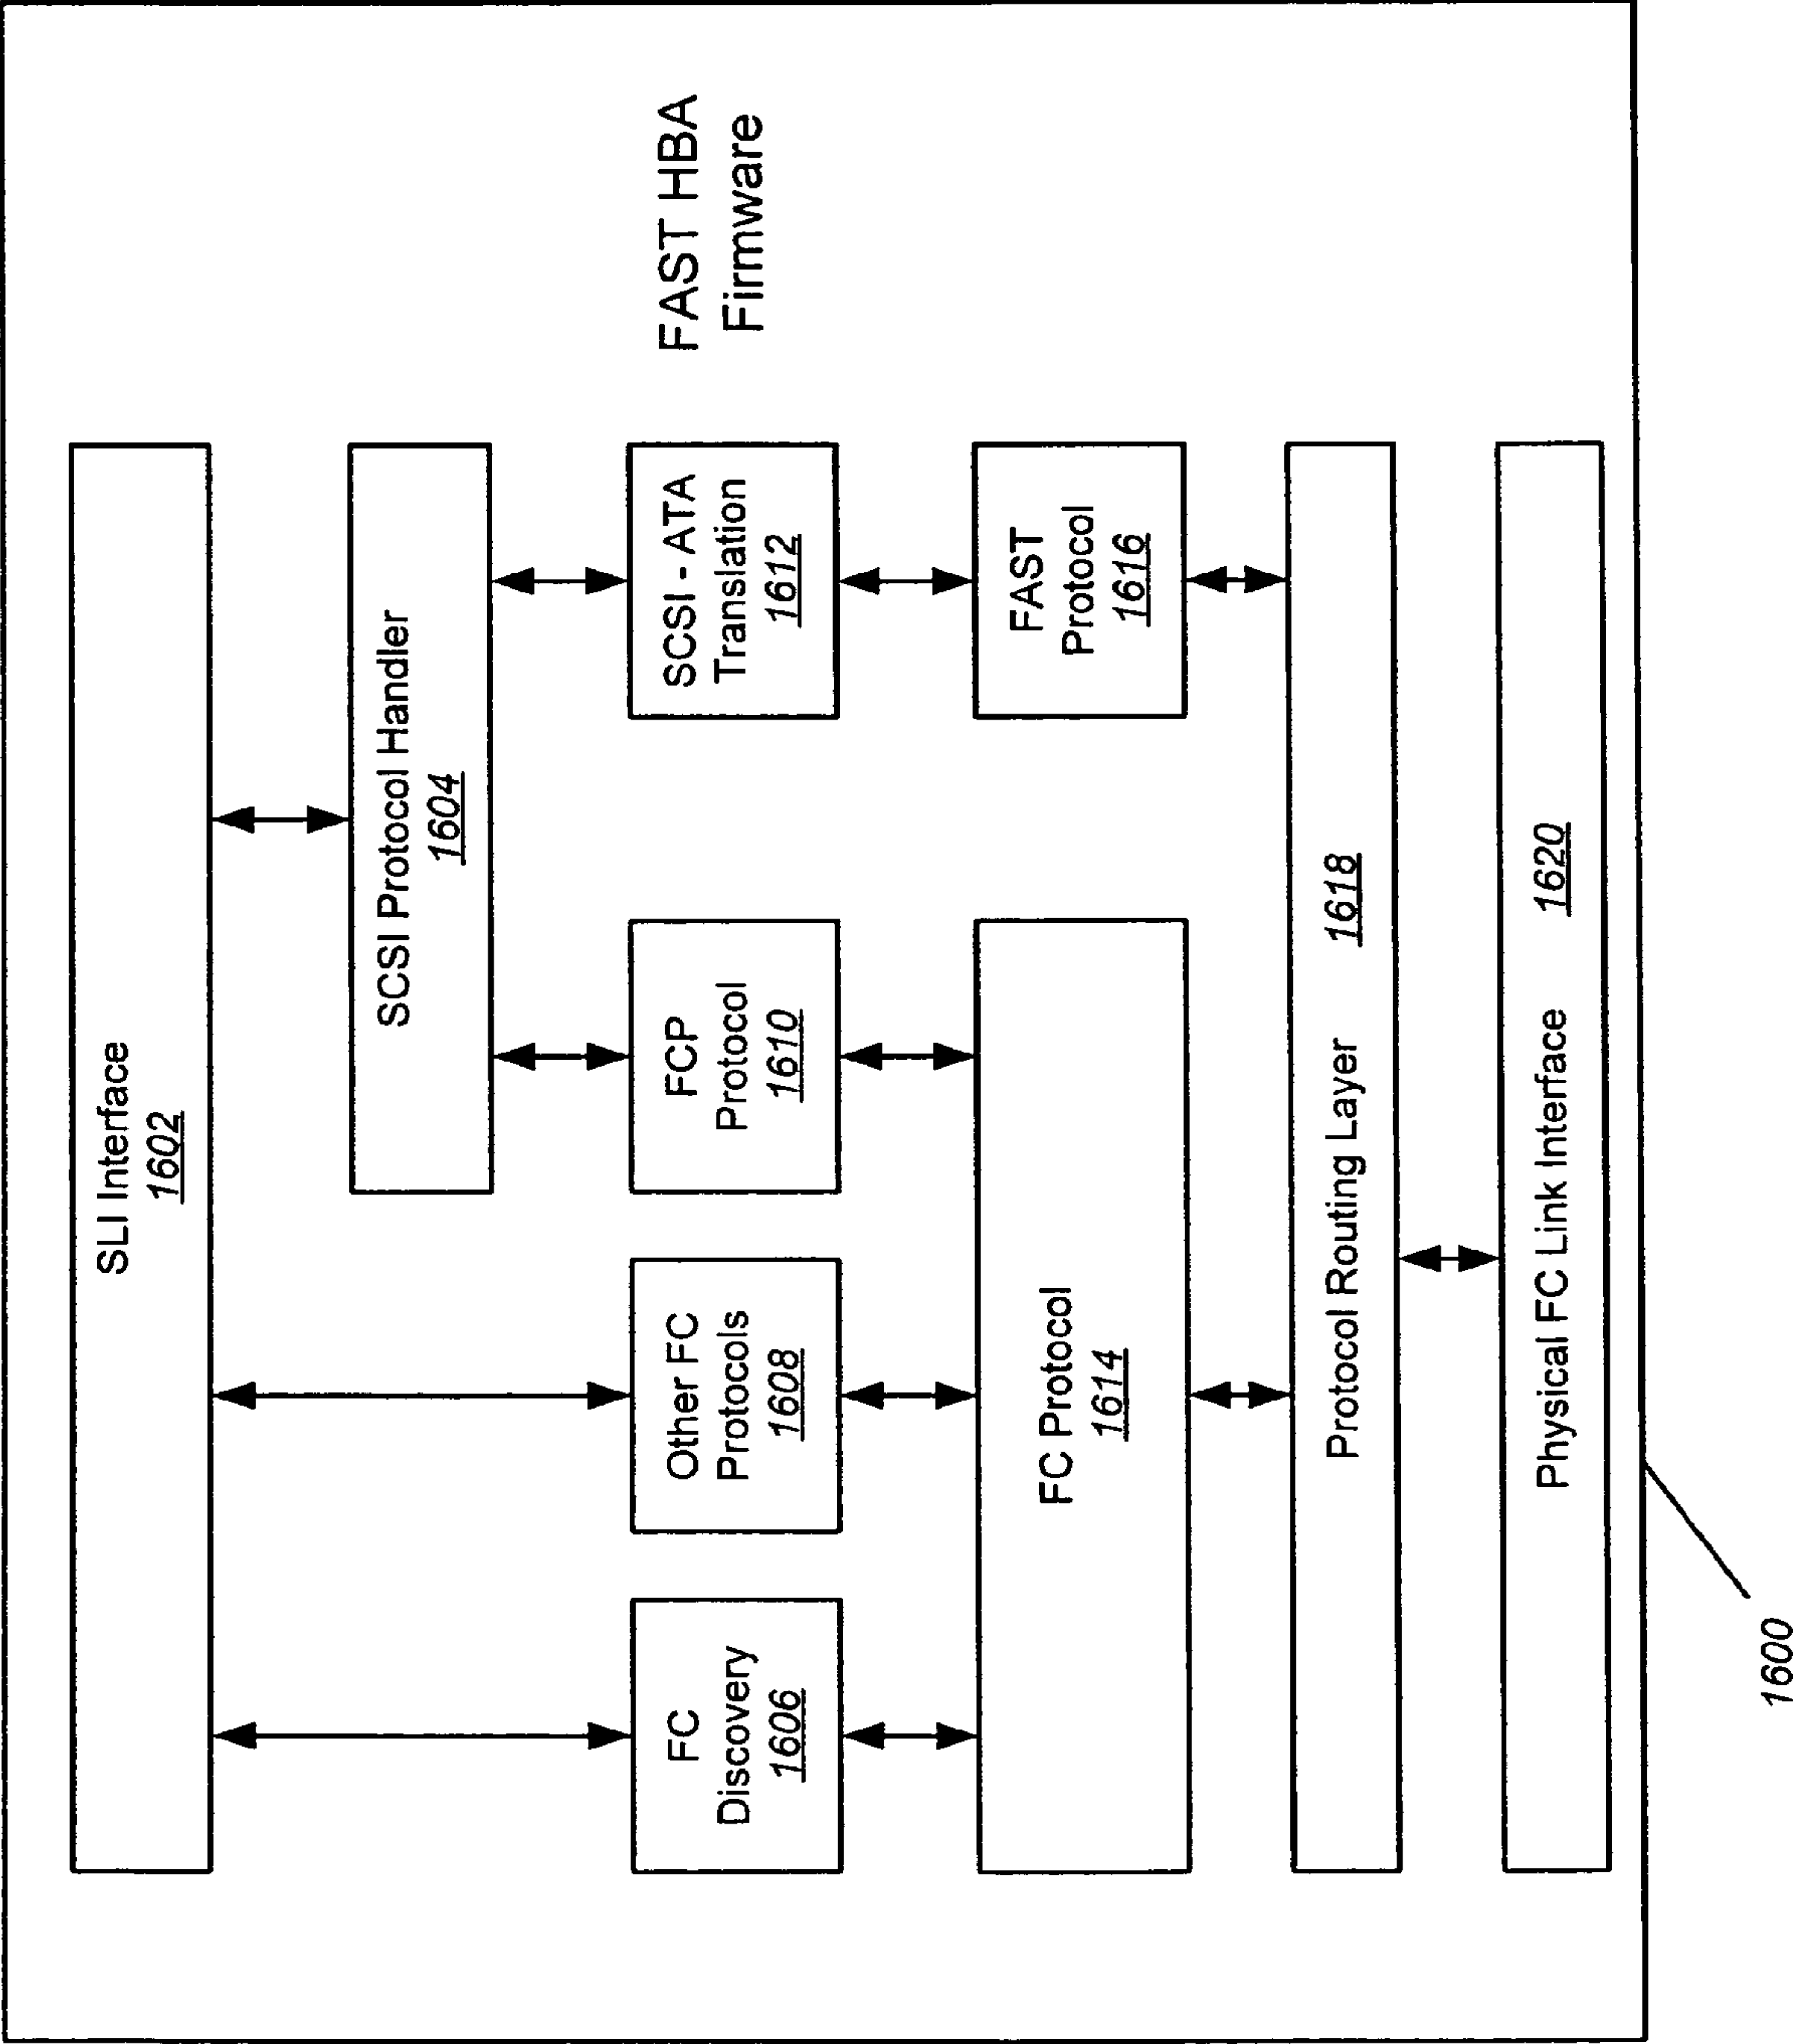 SLI Interface
1602
SCSI Protocol Handler
1604
FC
Discovery
1606
Other FC
Protocols
1608
FCP
Protocol
1610
SCSI - ATA
Translation
1612
FAST HBA
Firmware
FC Protocol
1614
FAST
Protocol
1616
Protocol Routing Layer 1618
Physical FC Link Interface 1620
1600